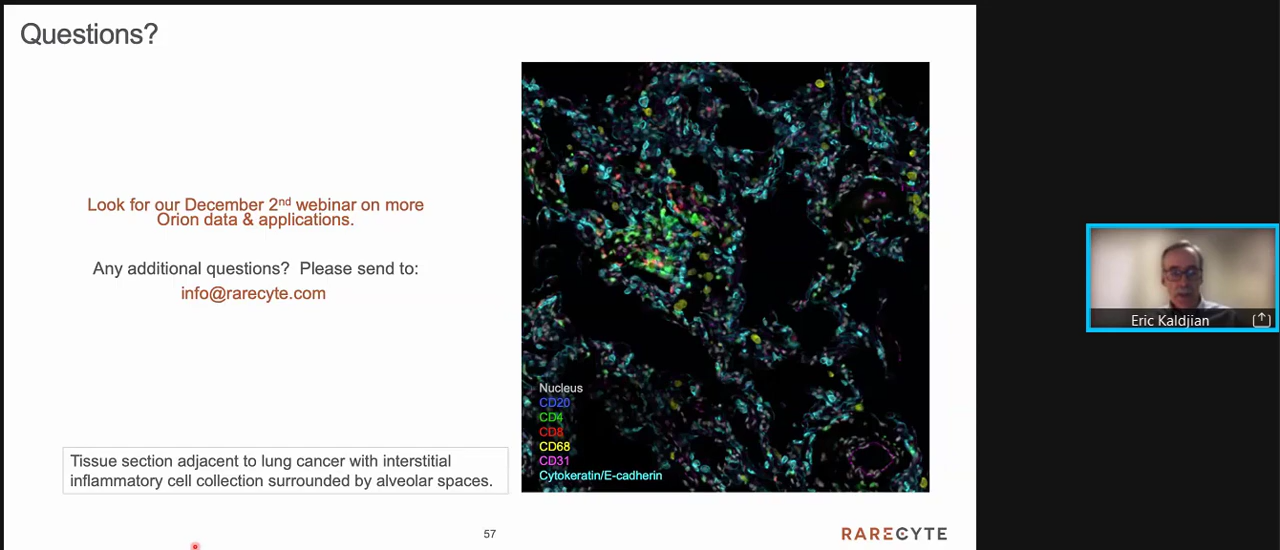 Questions?
Look for our December 2nd webinar on more
Orion data & applications.
Any additional questions? Please send to:
info@rarecyte.com
Nucleus
CD20
CD4
CD8
CD68
CD31
Cytokeratin/E-cadherin
Tissue section adjacent to lung cancer with interstitial
inflammatory cell collection surrounded by alveolar spaces.
57
RARECYTE
Eric Kaldjian